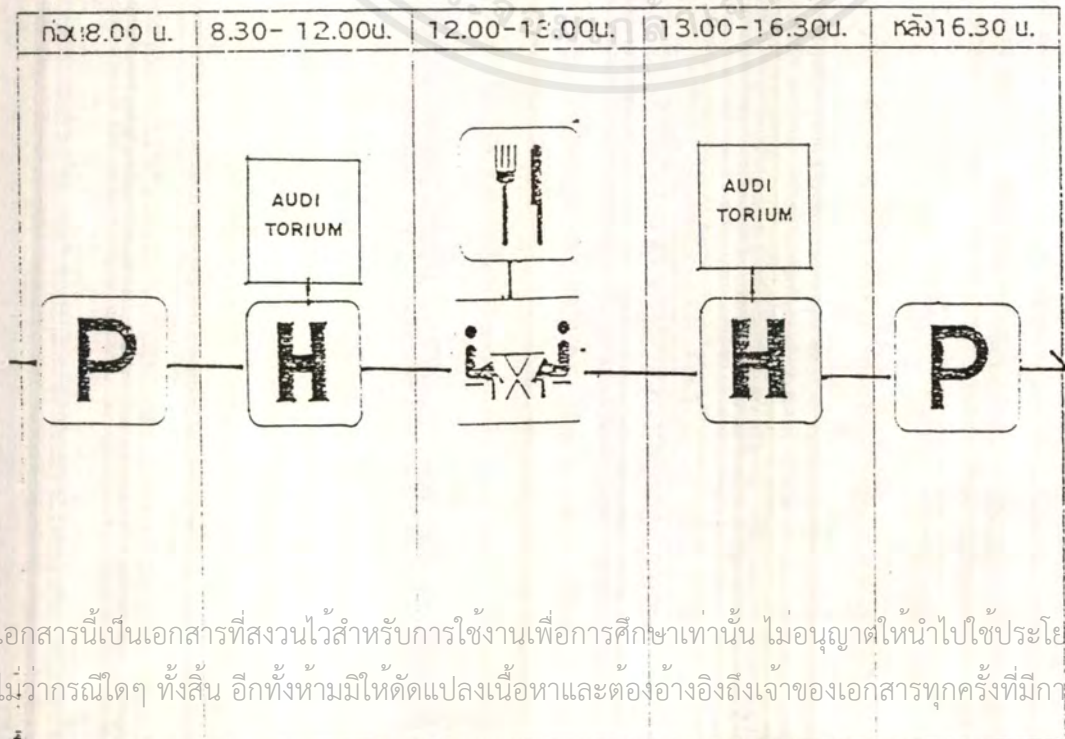 ก่อน8.00 น. 8.30- 12.00น. 12.00-13.00น. 13.00-16.30น. หลัง16.30 น.
AUDI
TORIUM
AUDI
TORIUM
P H H P
เอกสารนี้เป็นเอกสารที่สงวนไว้สำหรับการใช้งานเพื่อการศึกษาเท่านั้น ไม่อนุญาตให้นำไปใช้ประโย
ไม่ว่ากรณีใดๆ ทั้งสิ้น อีกทั้งห้ามมิให้ดัดแปลงเนื้อหาและต้องอ้างอิงถึงเจ้าของเอกสารทุกครั้งที่มีกา